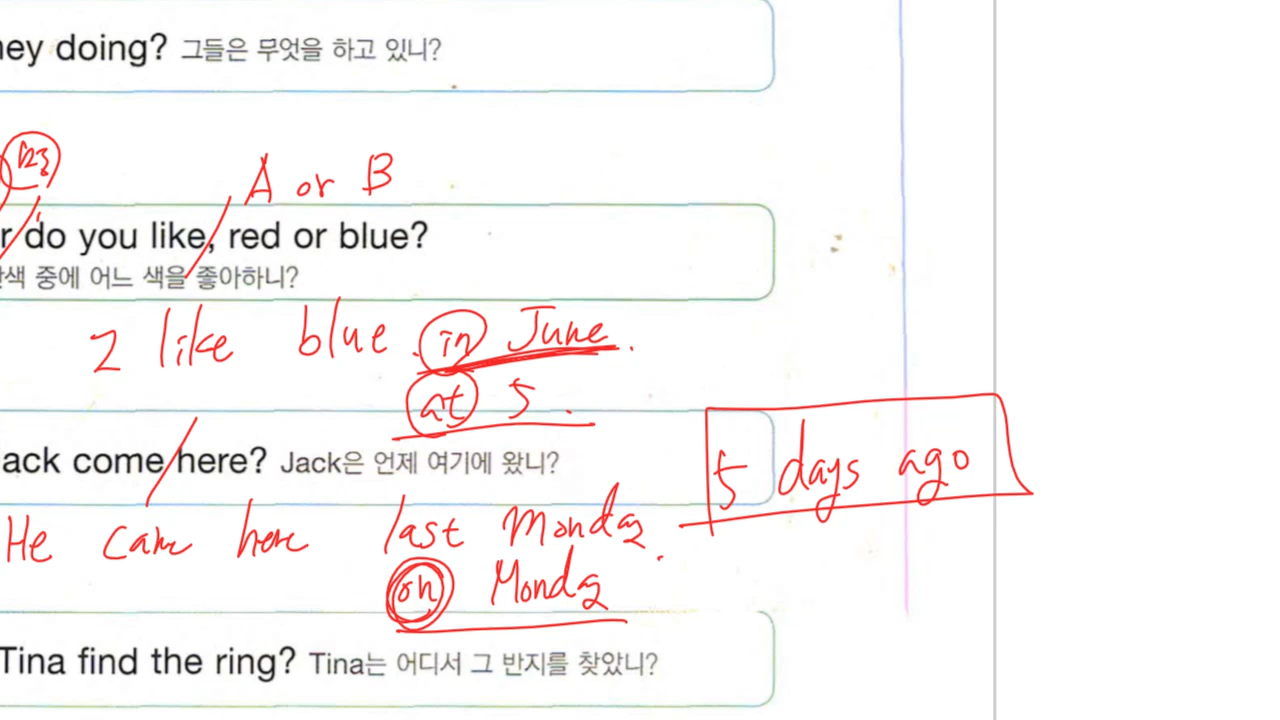 ney doing? 그들은 무엇을 하고 있니?
A or B
r do you like, red or blue?
색 중에 어느 색을 좋아하니?
I like blue. in June.
at 5.
ack come here? Jack은 언제 여기에 왔니?
5 days ago
He came here last Monday.
on Monday
Tina find the ring? Tina는 어디서 그 반지를 찾았니?